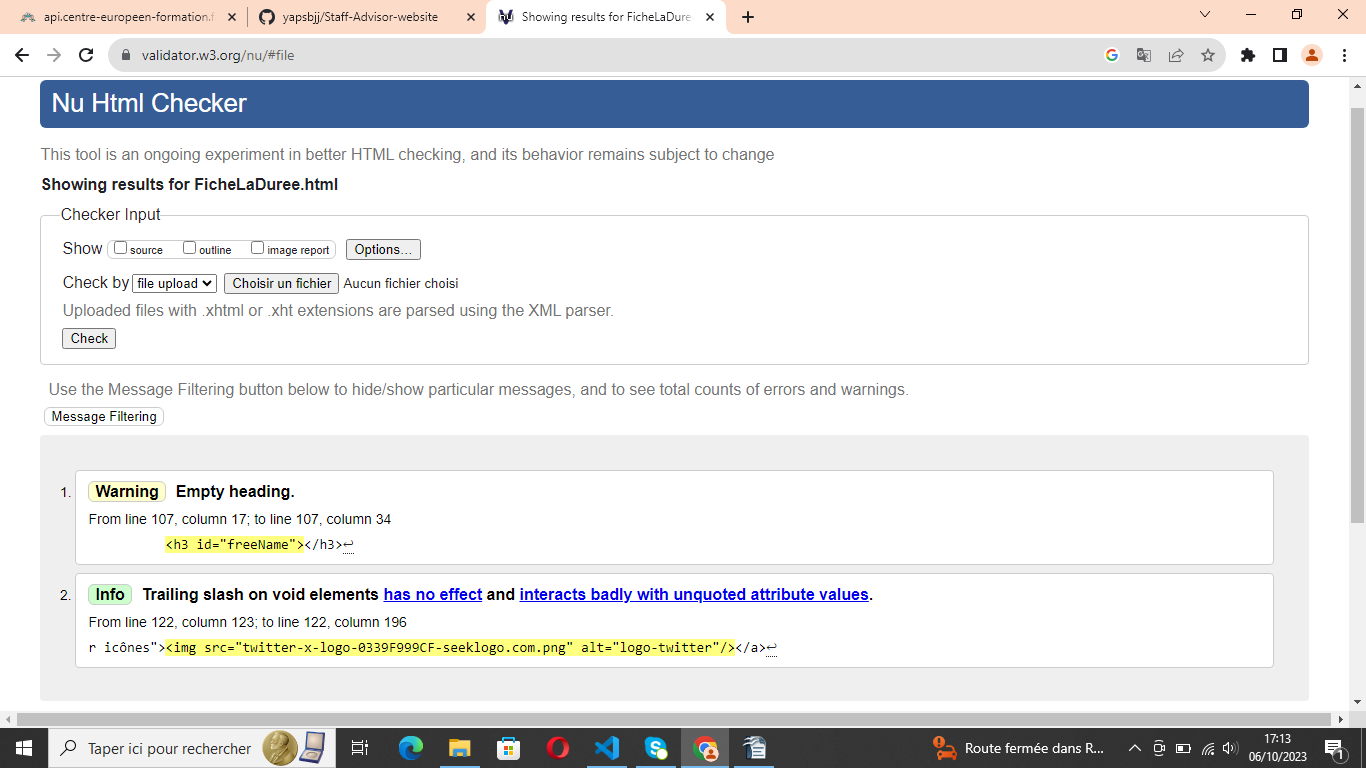 api.centre-europeen-formation.f
yapsbjj/Staff-Advisor-website
Showing results for FicheLaDure
validator.w3.org/nu/#file
Nu Html Checker
This tool is an ongoing experiment in better HTML checking, and its behavior remains subject to change
Showing results for FicheLaDuree.html
Checker Input
Show source outline image report Options...
Check by file upload Choisir un fichier Aucun fichier choisi
Uploaded files with .xhtml or .xht extensions are parsed using the XML parser.
Check
Use the Message Filtering button below to hide/show particular messages, and to see total counts of errors and warnings.
Message Filtering
1. Warning Empty heading.
From line 107, column 17; to line 107, column 34
<h3 id="freeName"></h3>↩
2. Info Trailing slash on void elements has no effect and interacts badly with unquoted attribute values.
From line 122, column 123; to line 122, column 196
r icônes"><img src="twitter-x-logo-0339F999CF-seeklogo.com.png" alt="logo-twitter"/></a>↩
Taper ici pour rechercher
Route fermée dans R...
17:13
06/10/2023
1